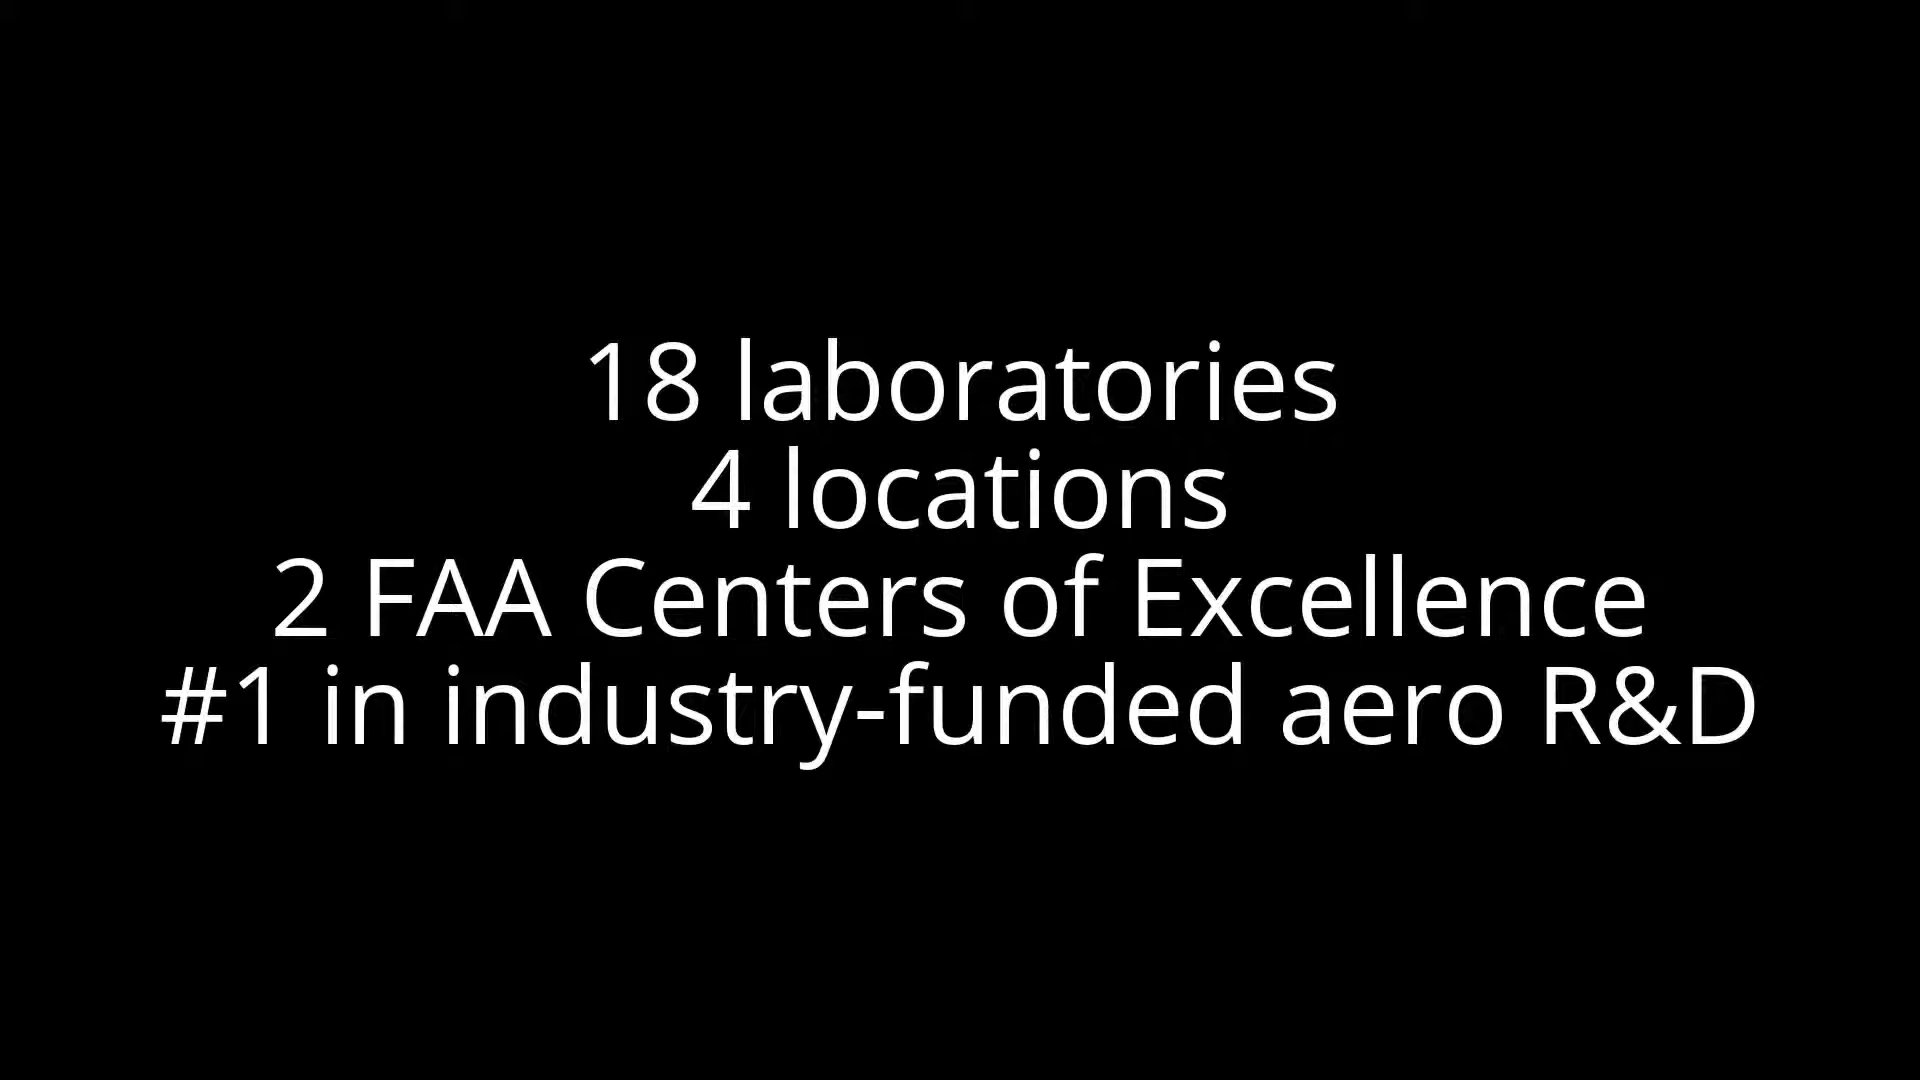 18 laboratories
4 locations
2 FAA Centers of Excellence
#1 in industry-funded aero R&D